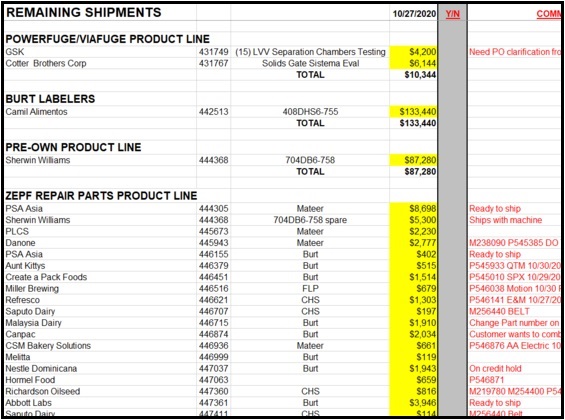 REMAINING SHIPMENTS 10/27/2020 Y/N COMM
POWERFUGE/VIAFUGE PRODUCT LINE
GSK 431749 (15) LVV Separation Chambers Testing $4,200 Need PO clarification fro
Cotter Brothers Corp 431767 Solids Gate Sistema Eval $6,144
TOTAL $10,344
BURT LABELERS
Camil Alimentos 442513 408DHS6-755 $133,440
TOTAL $133,440
PRE-OWN PRODUCT LINE
Sherwin Williams 444368 704DB6-758 $87,280
TOTAL $87,280
ZEPF REPAIR PARTS PRODUCT LINE
PSA Asia 444305 Mateer $8,698 Ready to ship
Sherwin Williams 444368 704DB6-758 spare $5,300 Ships with machine
PLCS 445673 Mateer $2,230
Danone 445943 Mateer $2,777 M238090 P545385 DO
PSA Asia 446155 Burt $402 Ready to ship
Aunt Kittys 446379 Burt $515 P545933 QTM 10/30/20
Create a Pack Foods 446451 Burt $1,514 P545010 SPX 10/29/20
Miller Brewing 446516 FLP $679 P546038 Motion 10/30
Refresco 446621 CHS $1,303 P546141 E&M 10/27/20
Saputo Dairy 446707 CHS $197 M256440 BELT
Malaysia Dairy 446715 Burt $1,910 Change Part number on
Canpac 446874 Burt $2,034 Customer wants to comb
CSM Bakery Solutions 446936 Mateer $661 P546876 AA Electric 10
Melitta 446999 Burt $119
Nestle Dominicana 447037 Burt $1,943 On credit hold
Hormel Food 447063 $659 P546871
Richardson Oilseed 447360 CHS $816 M219780 M254400 P54
Abbott Labs 447361 Burt $3,946 Ready to ship
Saputo Dairy 447411 CHS $114 M256440 Belt